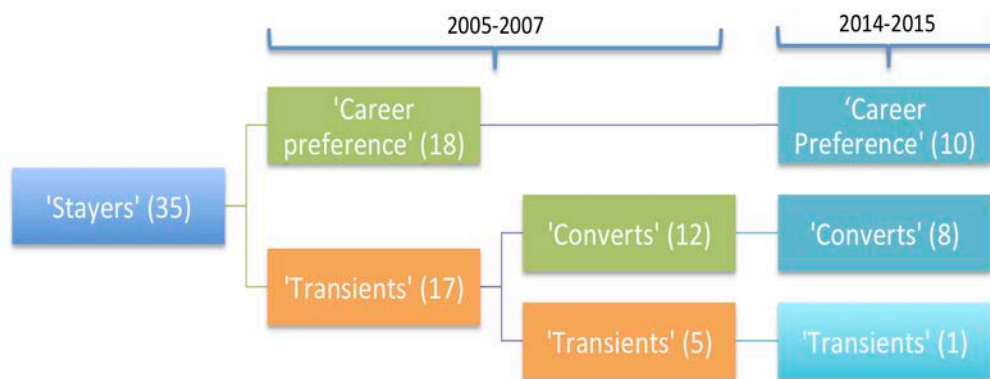 2005-2007
2014-2015
'Career
preference' (18)
‘Career
Preference' (10)
'Stayers' (35)
'Converts' (12)
'Converts' (8)
'Transients' (17)
'Transients' (5)
'Transients' (1)